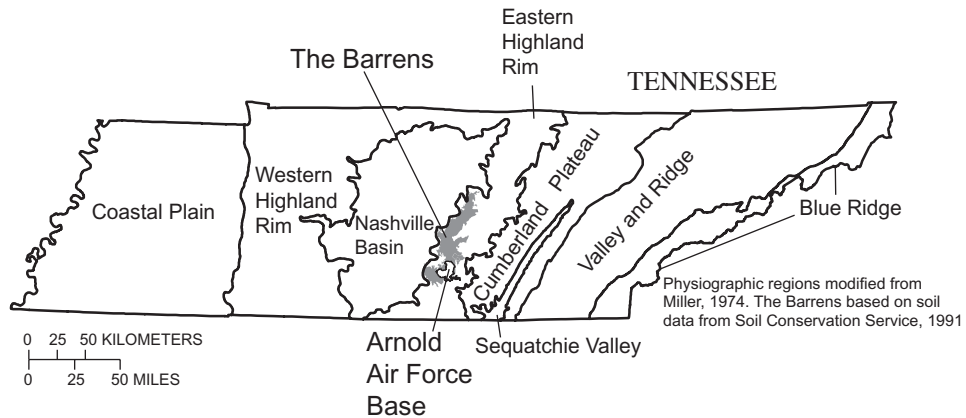 Eastern
Highland
Rim
The Barrens
TENNESSEE
Western
Highland
Rim
Coastal Plain
Nashville
Basin
Cumberland
Plateau
Valley and Ridge
Blue Ridge
Physiographic regions modified from
Miller, 1974. The Barrens based on soil
data from Soil Conservation Service, 1991
0 25 50 KILOMETERS
0 25 50 MILES
Arnold
Air Force
Base
Sequatchie Valley